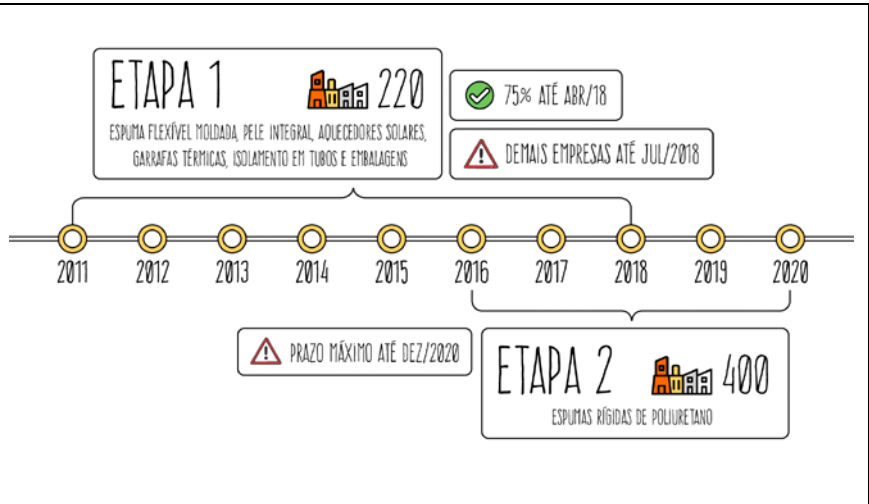 ETAPA 1
220
ESPUMA FLEXÍVEL MOLDADA, PELE INTEGRAL, AQUECEDORES SOLARES,
GARRAFAS TÉRMICAS, ISOLAMENTO EM TUBOS E EMBALAGENS
75% ATÉ ABR/18
DEMAIS EMPRESAS ATÉ JUL/2018
2011 2012 2013 2014 2015 2016 2017 2018 2019 2020
PRAZO MÁXIMO ATÉ DEZ/2020
ETAPA 2
400
ESPUMAS RÍGIDAS DE POLIURETANO